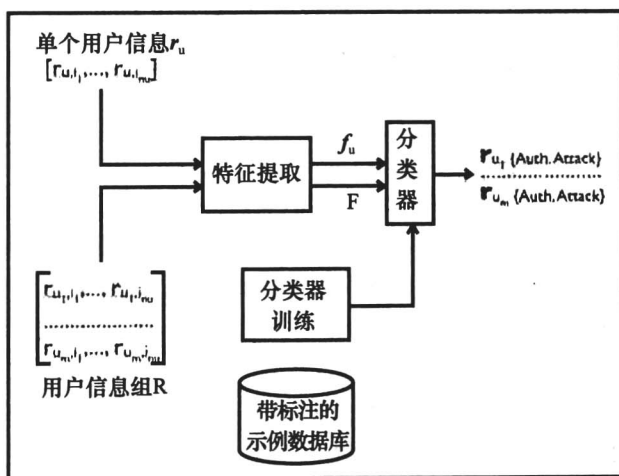 单个用户信息rᵤ
[r_{u,i_1},..., r_{u,i_{nu}}]
特征提取
f_u
F
分类器
r_{u_1} {Auth. Attack}
r_{u_m} {Auth. Attack}
r_{u_1,i_1},..., r_{u_1,i_{nu}}
r_{u_m,i_1},..., r_{u_m,i_{nu}}
用户信息组R
分类器
训练
带标注的
示例数据库